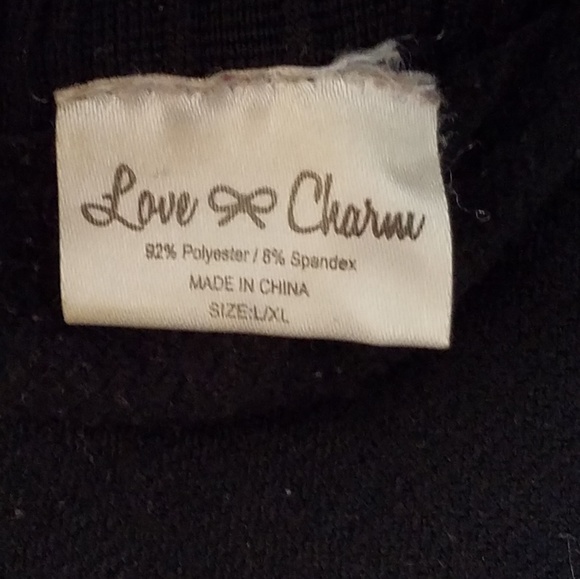 Love Charm
92% Polyester / 8% Spandex
MADE IN CHINA
SIZE:L/XL